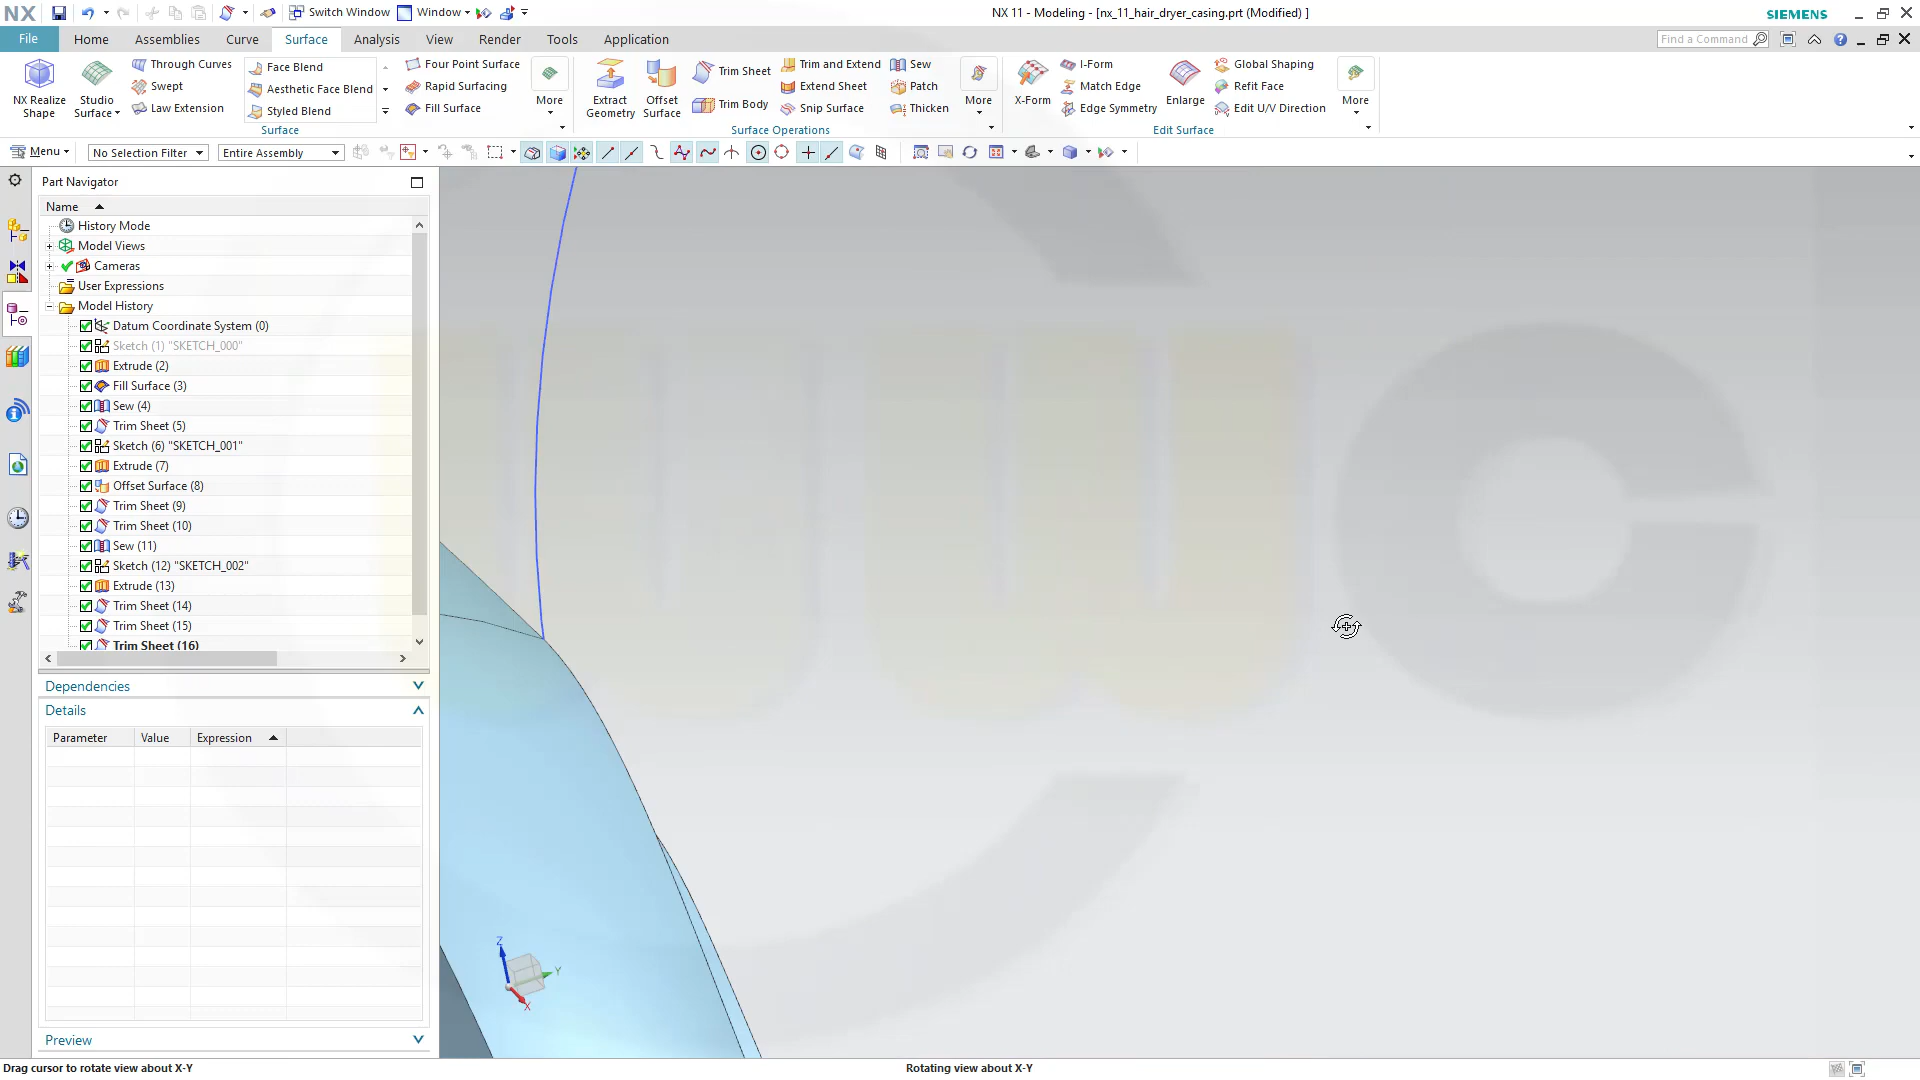 NX
Switch Window
Window
NX 11 - Modeling - [nx_11_hair_dryer_casing.prt (Modified) ]
SIEMENS
File
Home
Assemblies
Curve
Surface
Analysis
View
Render
Tools
Application
Find a Command
NX Realize Shape
Studio Surface
Through Curves
Swept
Law Extension
Face Blend
Aesthetic Face Blend
Styled Blend
Four Point Surface
Rapid Surfacing
Fill Surface
More
Surface
Extract Geometry
Offset Surface
Trim Sheet
Trim Body
Trim and Extend
Extend Sheet
Snip Surface
Sew
Patch
Thicken
More
Surface Operations
X-Form
I-Form
Match Edge
Edge Symmetry
Enlarge
Global Shaping
Refit Face
Edit U/V Direction
More
Edit Surface
Menu
No Selection Filter
Entire Assembly
Part Navigator
Name
History Mode
Model Views
Cameras
User Expressions
Model History
Datum Coordinate System (0)
Sketch (1) "SKETCH_000"
Extrude (2)
Fill Surface (3)
Sew (4)
Trim Sheet (5)
Sketch (6) "SKETCH_001"
Extrude (7)
Offset Surface (8)
Trim Sheet (9)
Trim Sheet (10)
Sew (11)
Sketch (12) "SKETCH_002"
Extrude (13)
Trim Sheet (14)
Trim Sheet (15)
Trim Sheet (16)
Dependencies
Details
Parameter
Value
Expression
Preview
Z
Y
X
Drag cursor to rotate view about X-Y
Rotating view about X-Y